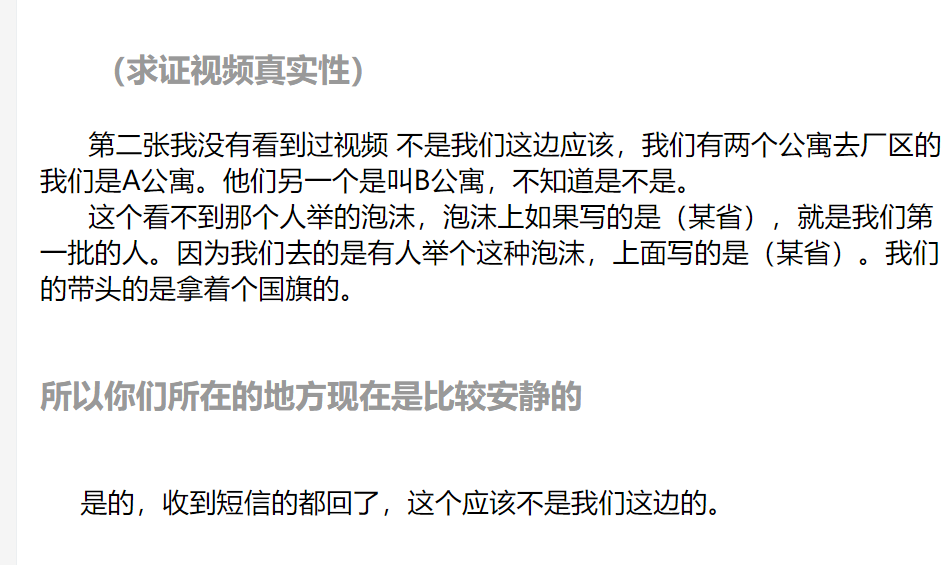 （求证视频真实性）
第二张我没有看到过视频 不是我们这边应该，我们有两个公寓去厂区的
我们是A公寓。他们另一个是叫B公寓，不知道是不是。
这个看不到那个人举的泡沫，泡沫上如果写的是（某省），就是我们第
一批的人。因为我们去的是有人举个这种泡沫，上面写的是（某省）。我们
的带头的是拿着个国旗的。
所以你们所在的地方现在是比较安静的
是的，收到短信的都回了，这个应该不是我们这边的。